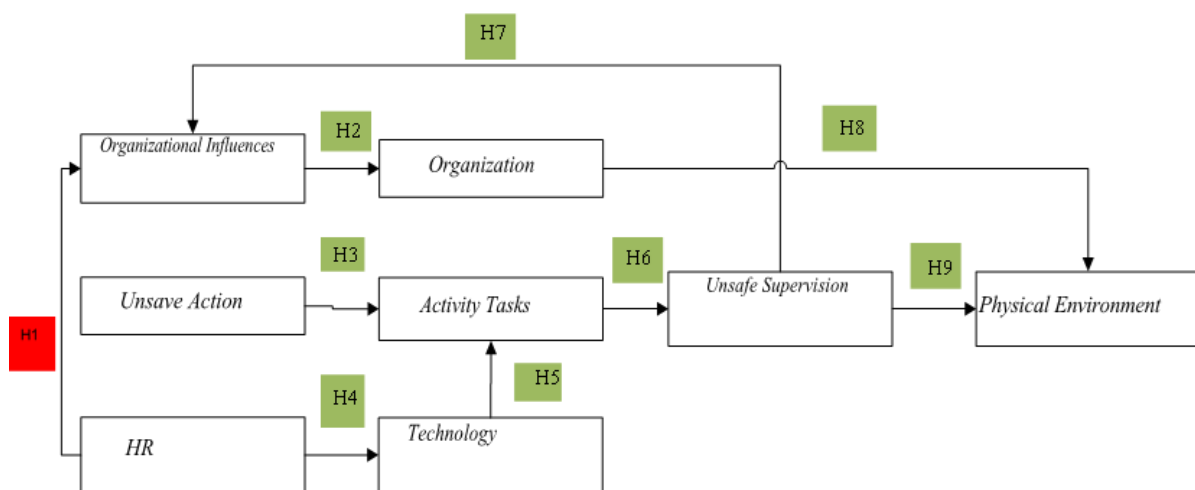 H7
H2
H8
Organizational Influences
Organization
H3
H6
H9
Unsave Action
Activity Tasks
Unsafe Supervision
Physical Environment
H1
H4
H5
HR
Technology